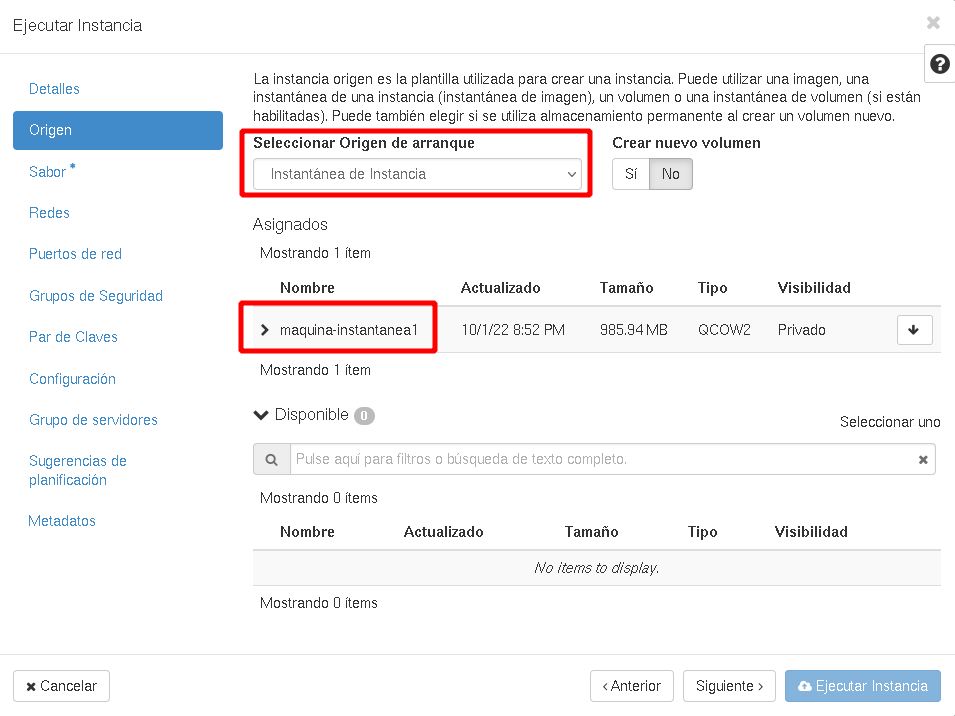 Ejecutar Instancia
Detalles
Origen
Sabor *
Redes
Puertos de red
Grupos de Seguridad
Par de Claves
Configuración
Grupo de servidores
Sugerencias de
planificación
Metadatos
La instancia origen es la plantilla utilizada para crear una instancia. Puede utilizar una imagen, una
instantánea de una instancia (instantánea de imagen), un volumen o una instantánea de volumen (si están
habilitadas). Puede también elegir si se utiliza almacenamiento permanente al crear un volumen nuevo.
Seleccionar Origen de arranque
Crear nuevo volumen
Instantánea de Instancia
Sí No
Asignados
Mostrando 1 ítem
Nombre Actualizado Tamaño Tipo Visibilidad
maquina-instantanea1 10/1/22 8:52 PM 985.94 MB QCOW2 Privado
Mostrando 1 ítem
Disponible 0
Seleccionar uno
Pulse aquí para filtros o búsqueda de texto completo.
Mostrando 0 ítems
Nombre Actualizado Tamaño Tipo Visibilidad
No items to display.
Mostrando 0 ítems
Cancelar
‹ Anterior
Siguiente ›
Ejecutar Instancia